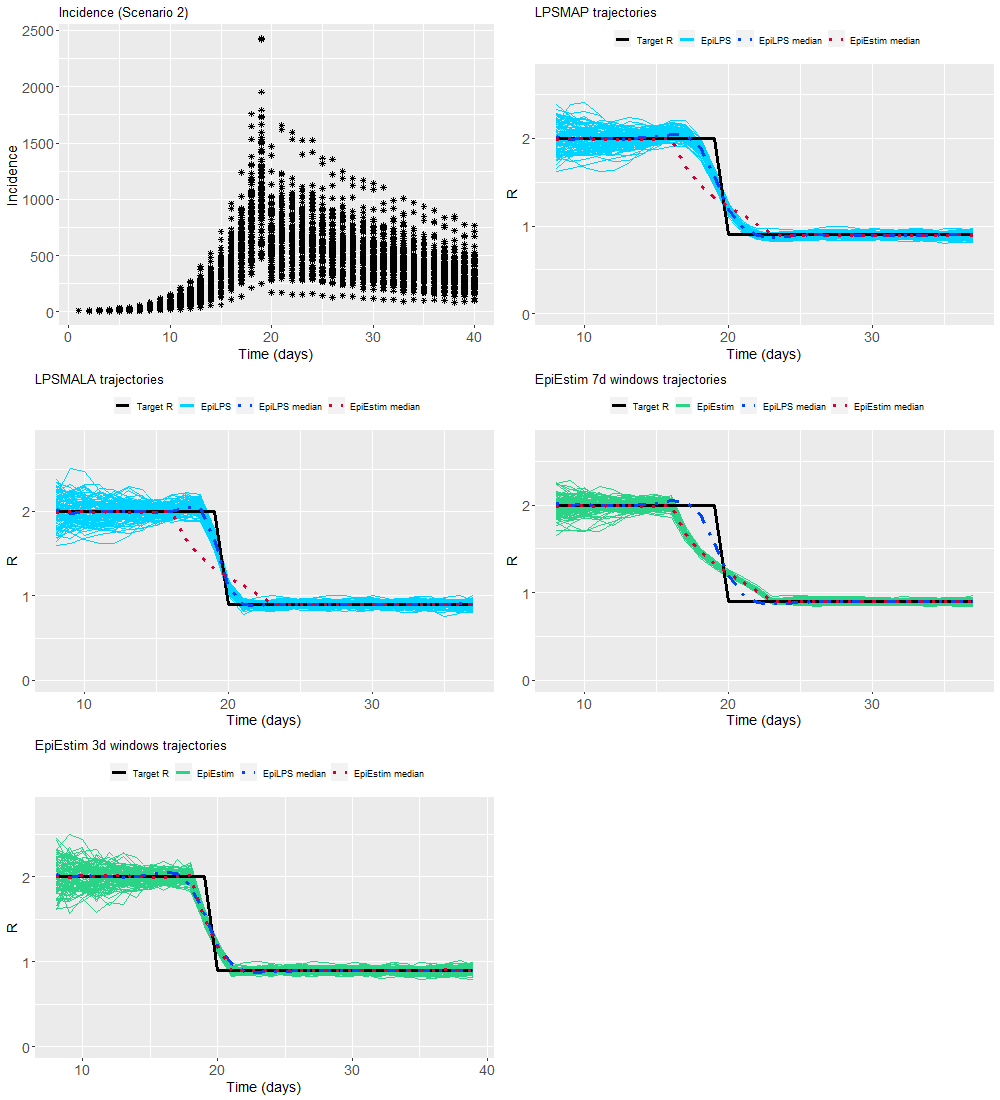 Incidence (Scenario 2)
2500
2000
1500
1000
500
0
Incidence
0 10 20 30 40
Time (days)
LPSMAP trajectories
Target R EpiLPS EpiLPS median EpiEstim median
2
1
0
R
10 20 30
Time (days)
LPSMALA trajectories
Target R EpiLPS EpiLPS median EpiEstim median
2
1
0
R
10 20 30
Time (days)
EpiEstim 7d windows trajectories
Target R EpiEstim EpiLPS median EpiEstim median
2
1
0
R
10 20 30
Time (days)
EpiEstim 3d windows trajectories
Target R EpiEstim EpiLPS median EpiEstim median
2
1
0
R
10 20 30 40
Time (days)